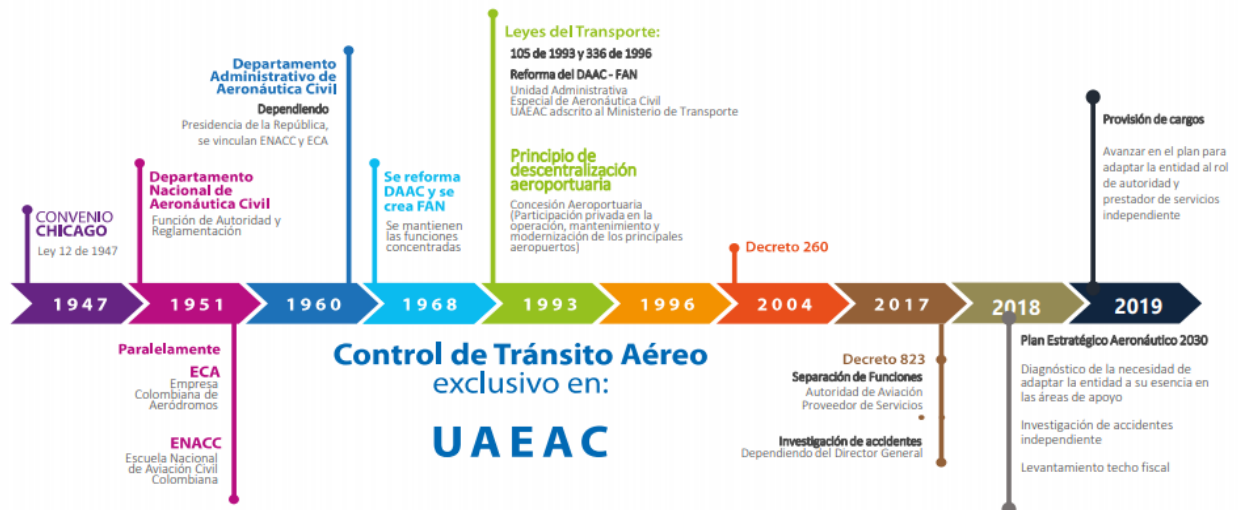 CONVENIO
CHICAGO
Ley 12 de 1947
Departamento
Nacional de
Aeronáutica Civil
Función de Autoridad y
Reglamentación
Departamento
Administrativo de
Aeronáutica Civil
Dependiendo
Presidencia de la República,
se vinculan ENACC y ECA
Se reforma
DAAC y se
crea FAN
Se mantienen
las funciones
concentradas
Leyes del Transporte:
105 de 1993 y 336 de 1996
Reforma del DAAC - FAN
Unidad Administrativa
Especial de Aeronáutica Civil
UAEAC adscrito al Ministerio de Transporte
Principio de
descentralización
aeroportuaria
Concesión Aeroportuaria
(Participación privada en la
operación, mantenimiento y
modernización de los principales
aeropuertos)
Decreto 260
Provisión de cargos
Avanzar en el plan para
adaptar la entidad al rol
de autoridad y
prestador de servicios
independiente
1947 1951 1960 1968 1993 1996 2004 2017 2018 2019
Paralelamente
ECA
Empresa
Colombiana de
Aeródromos
ENACC
Escuela Nacional
de Aviación Civil
Colombiana
Control de Tránsito Aéreo
exclusivo en:
UAEAC
Decreto 823
Separación de Funciones
Autoridad de Aviación
Proveedor de Servicios
Investigación de accidentes
Dependiendo del Director General
Plan Estratégico Aeronáutico 2030
Diagnóstico de la necesidad de
adaptar la entidad a su esencia en
las áreas de apoyo
Investigación de accidentes
independiente
Levantamiento techo fiscal